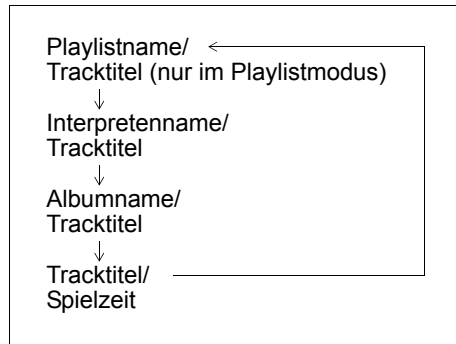 Playlistname/
Tracktitel (nur im Playlistmodus)
Interpretenname/
Tracktitel
Albumname/
Tracktitel
Tracktitel/
Spielzeit